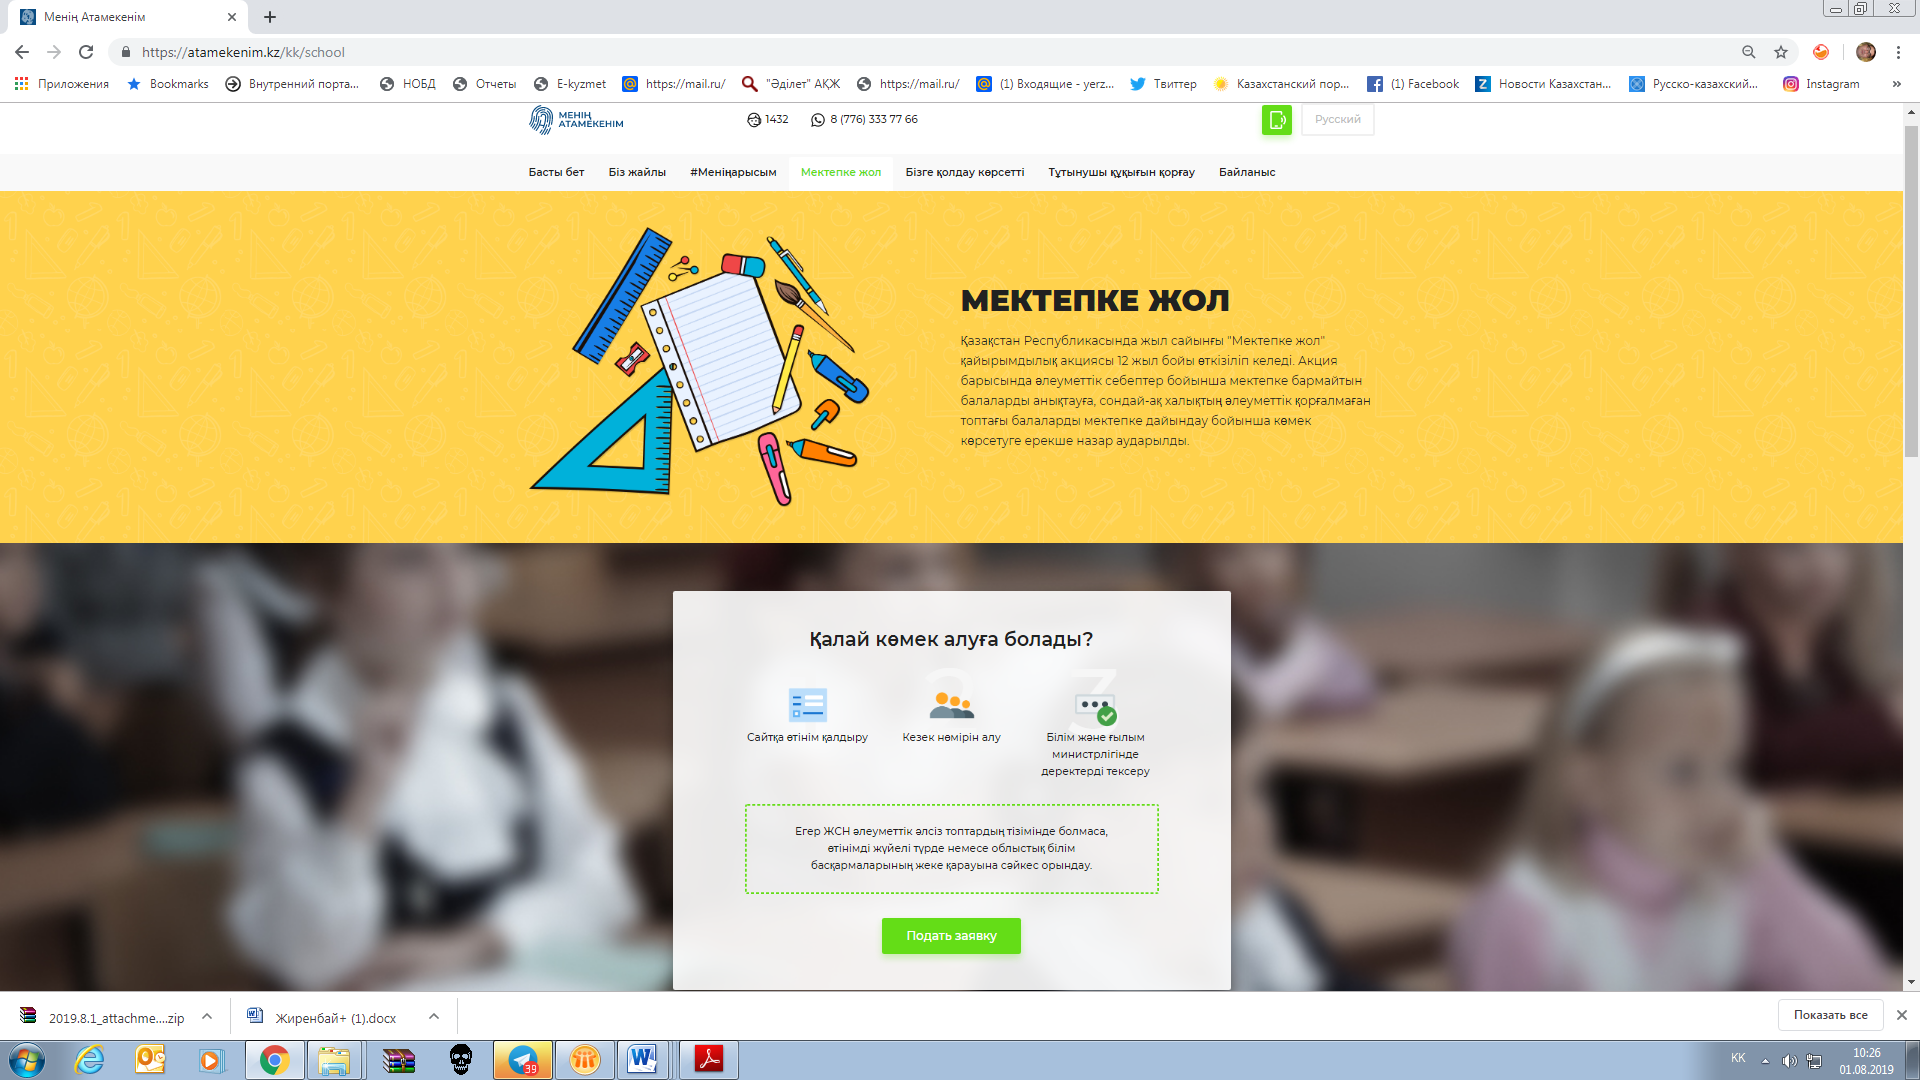 Менің Атамекенім
https://atamekenim.kz/kk/school
Приложения Bookmarks Внутренний порта... НОБД Отчеты E-kyzmet https://mail.ru/ "Әділет" АҚЖ https://mail.ru/ (1) Входящие - yerz... Твиттер Казахстанский пор... (1) Facebook Новости Казахстан... Русско-казахский... Instagram »
МЕНІҢ
АТАМЕКЕНІМ
1432 8 (776) 333 77 66 Русский
Басты бет Біз жайлы #Меніңарысым Мектепке жол Бізге қолдау көрсетті Тұтынушы құқығын қорғау Байланыс
МЕКТЕПКЕ ЖОЛ
Қазақстан Республикасында жыл сайынғы "Мектепке жол"
қайырымдылық акциясы 12 жыл бойы өткізіліп келеді. Акция
барысында әлеуметтік себептер бойынша мектепке бармайтын
балаларды анықтауға, сондай-ақ халықтың әлеуметтік қорғалмаған
топтағы балаларды мектепке дайындау бойынша көмек
көрсетуге ерекше назар аударылды.
Қалай көмек алуға болады?
2 3
Сайтқа өтінім қалдыру Кезек нөмірін алу Білім және ғылым
министрлігінде
деректерді тексеру
Егер ЖСН әлеуметтік әлсіз топтардың тізімінде болмаса,
өтінімді жүйелі түрде немесе облыстық білім
басқармаларының жеке қарауына сәйкес орындау.
Подать заявку
2019.8.1_attachme....zip Жиренбай+ (1).docx Показать все
39
KK
10:26
01.08.2019